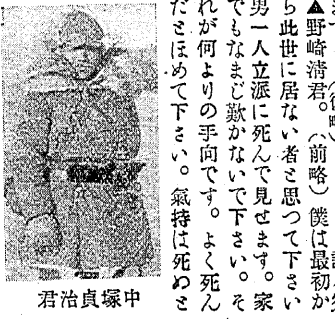 ▲野崎淸君。(前略) 僕は最初か
ら此世に居ない者と思つて下さい
男一人立派に死んで見せます。家
でもなまじ歎かないで下さい。そ
れが何よりの手向です。よく死ん
だとほめて下さい。氣持は死ぬと
中塚貞治君